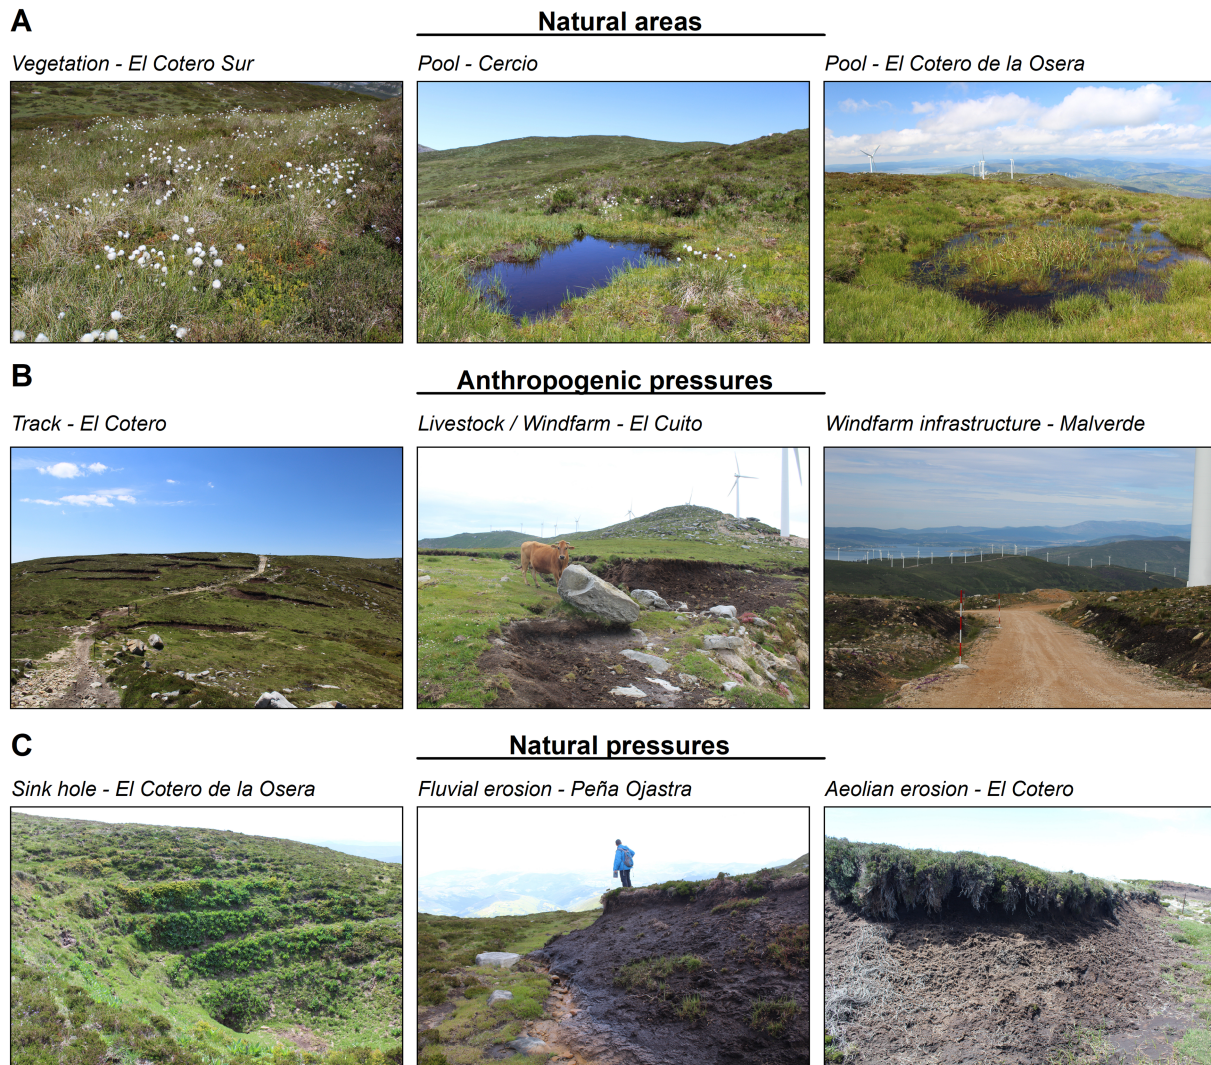 A
Natural areas
Vegetation - El Cotero Sur
Pool - Cercio
Pool - El Cotero de la Osera
B
Anthropogenic pressures
Track - El Cotero
Livestock / Windfarm - El Cuito
Windfarm infrastructure - Malverde
C
Natural pressures
Sink hole - El Cotero de la Osera
Fluvial erosion - Peña Ojastra
Aeolian erosion - El Cotero